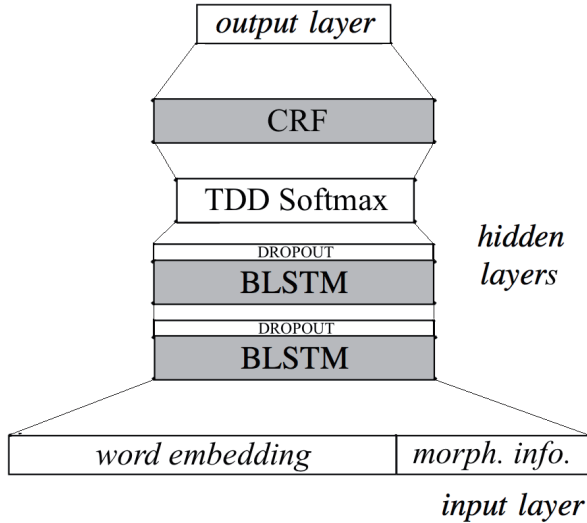 output layer
CRF
TDD Softmax
DROPOUT
BLSTM
hidden
layers
DROPOUT
BLSTM
word embedding
morph. info.
input layer